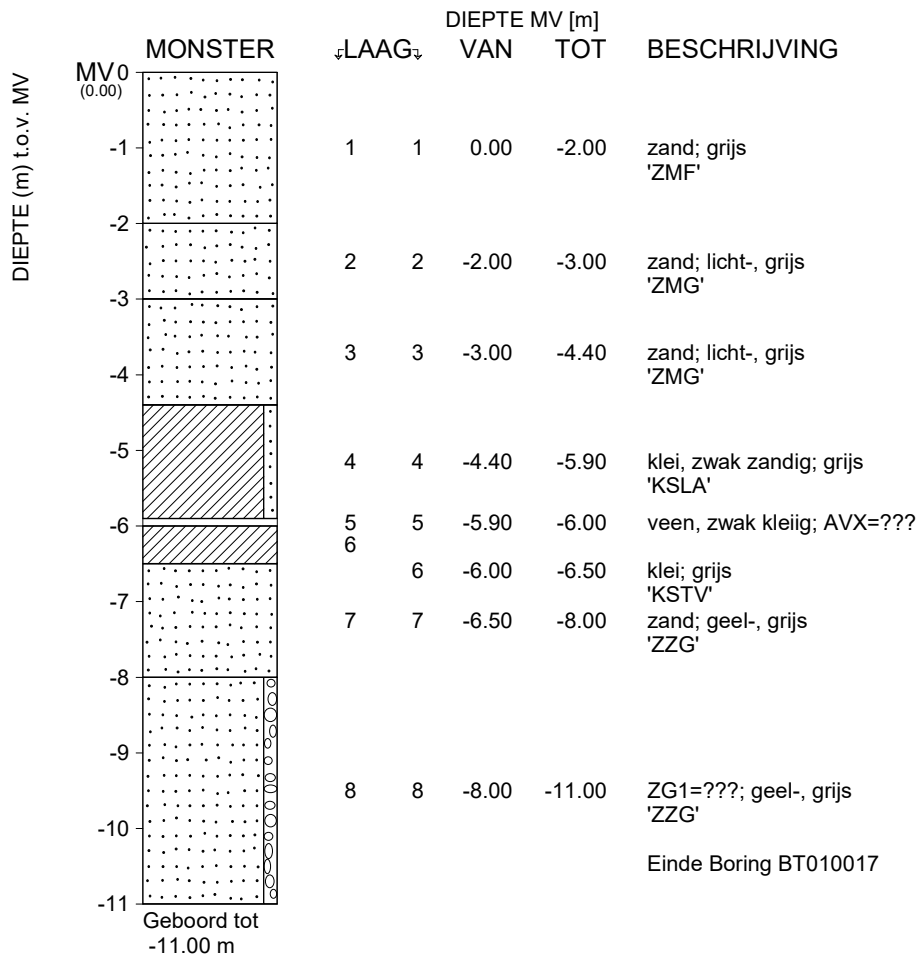 DIEPTE MV [m]
MONSTER LAAG VAN TOT BESCHRIJVING
DIEPTE (m) t.o.v. MV
MV 0
(0.00)
-1 1 1 0.00 -2.00 zand; grijs
'ZMF'
-2
2 2 -2.00 -3.00 zand; licht-, grijs
'ZMG'
-3
3 3 -3.00 -4.40 zand; licht-, grijs
'ZMG'
-4
-5
4 4 -4.40 -5.90 klei, zwak zandig; grijs
'KSLA'
-6 5 5 -5.90 -6.00 veen, zwak kleiig; AVX=???
6
6 -6.00 -6.50 klei; grijs
'KSTV'
-7
7 7 -6.50 -8.00 zand; geel-, grijs
'ZZG'
-8
-9
8 8 -8.00 -11.00 ZG1=???; geel-, grijs
'ZZG'
-10
Einde Boring BT010017
-11
Geboord tot
-11.00 m